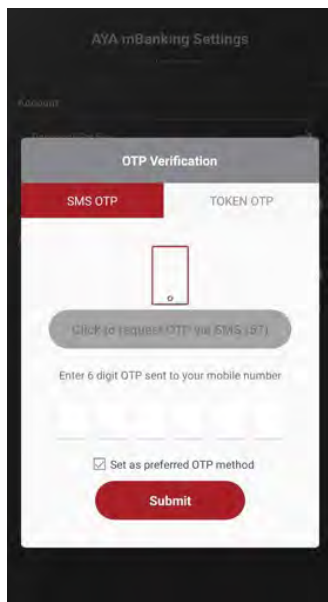 AYA mBanking Settings
Account
OTP Verification
SMS OTP
TOKEN OTP
Click to request OTP via SMS (57)
Enter 6 digit OTP sent to your mobile number
Set as preferred OTP method
Submit